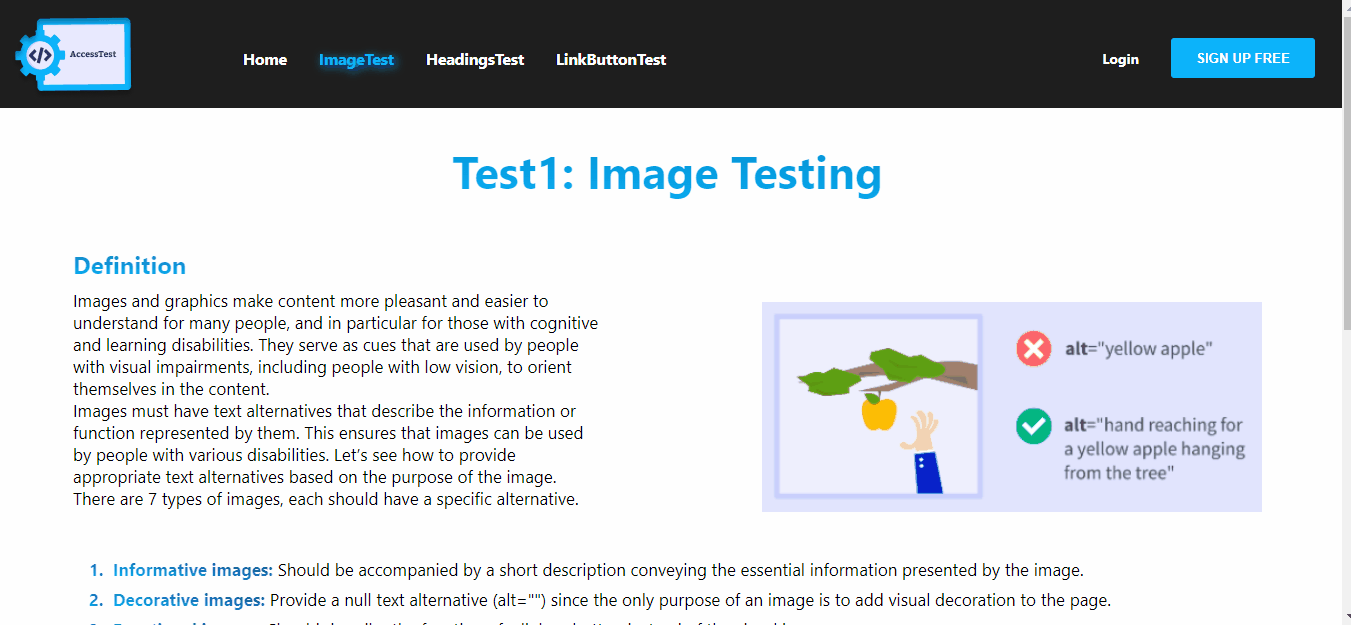 </> AccessTest
Home ImageTest HeadingsTest LinkButtonTest Login SIGN UP FREE
Test1: Image Testing
Definition
Images and graphics make content more pleasant and easier to
understand for many people, and in particular for those with cognitive
and learning disabilities. They serve as cues that are used by people
with visual impairments, including people with low vision, to orient
themselves in the content.
Images must have text alternatives that describe the information or
function represented by them. This ensures that images can be used
by people with various disabilities. Let’s see how to provide
appropriate text alternatives based on the purpose of the image.
There are 7 types of images, each should have a specific alternative.
alt="yellow apple"
alt="hand reaching for
a yellow apple hanging
from the tree"
1. Informative images: Should be accompanied by a short description conveying the essential information presented by the image.
2. Decorative images: Provide a null text alternative (alt="") since the only purpose of an image is to add visual decoration to the page.